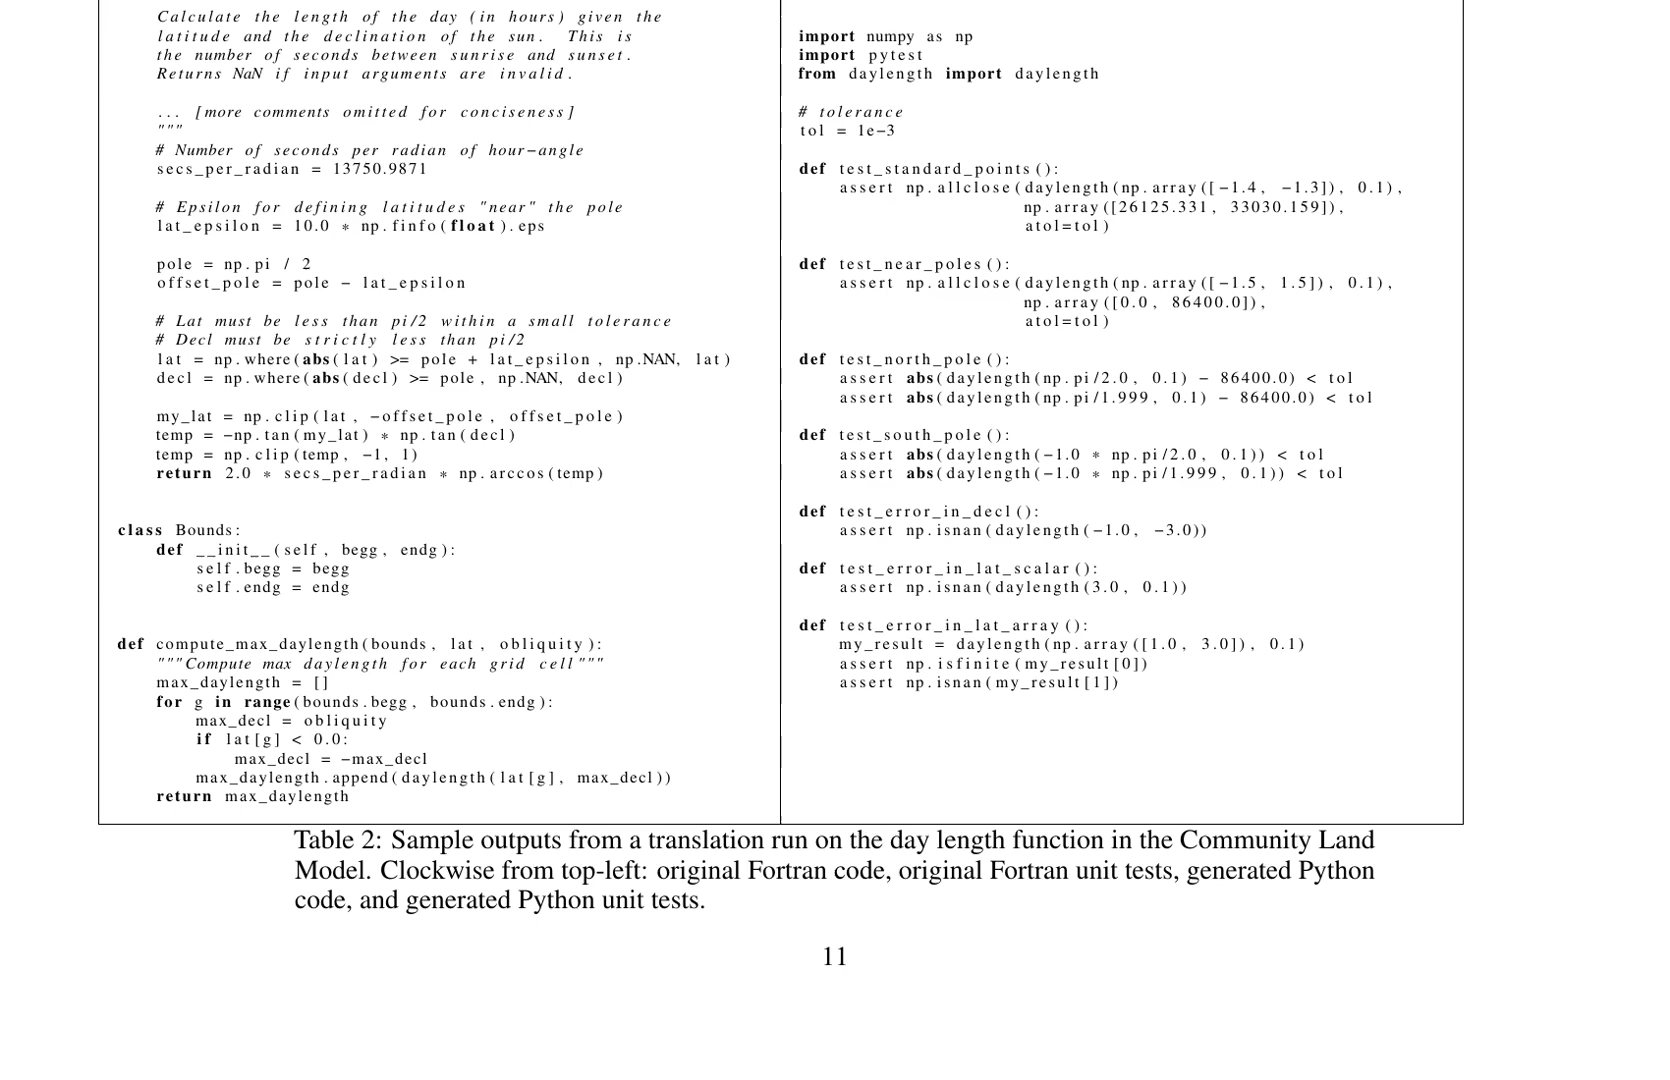 Calculate the length of the day (in hours) given the
latitude and the declination of the sun. This is
the number of seconds between sunrise and sunset.
Returns NaN if input arguments are invalid.
... [more comments omitted for conciseness]
"""
# Number of seconds per radian of hour-angle
secs_per_radian = 13750.9871
# Epsilon for defining latitudes "near" the pole
lat_epsilon = 10.0 * np.finfo(float).eps
pole = np.pi / 2
offset_pole = pole - lat_epsilon
# Lat must be less than pi/2 within a small tolerance
# Decl must be strictly less than pi/2
lat = np.where(abs(lat) >= pole + lat_epsilon, np.NAN, lat)
decl = np.where(abs(decl) >= pole, np.NAN, decl)
my_lat = np.clip(lat, -offset_pole, offset_pole)
temp = -np.tan(my_lat) * np.tan(decl)
temp = np.clip(temp, -1, 1)
return 2.0 * secs_per_radian * np.arccos(temp)
class Bounds:
def __init__(self, begg, endg):
self.begg = begg
self.endg = endg
def compute_max_daylength(bounds, lat, obliquity):
"""Compute max daylength for each grid cell"""
max_daylength = []
for g in range(bounds.begg, bounds.endg):
max_decl = obliquity
if lat[g] < 0.0:
max_decl = -max_decl
max_daylength.append(daylength(lat[g], max_decl))
return max_daylength
import numpy as np
import pytest
from daylength import daylength
# tolerance
tol = 1e-3
def test_standard_points():
assert np.allclose(daylength(np.array([-1.4, -1.3]), 0.1),
np.array([26125.331, 33030.159]),
atol=tol)
def test_near_poles():
assert np.allclose(daylength(np.array([-1.5, 1.5]), 0.1),
np.array([0.0, 86400.0]),
atol=tol)
def test_north_pole():
assert abs(daylength(np.pi/2.0, 0.1) - 86400.0) < tol
assert abs(daylength(np.pi/1.999, 0.1) - 86400.0) < tol
def test_south_pole():
assert abs(daylength(-1.0 * np.pi/2.0, 0.1)) < tol
assert abs(daylength(-1.0 * np.pi/1.999, 0.1)) < tol
def test_error_in_decl():
assert np.isnan(daylength(-1.0, -3.0))
def test_error_in_lat_scalar():
assert np.isnan(daylength(3.0, 0.1))
def test_error_in_lat_array():
my_result = daylength(np.array([1.0, 3.0]), 0.1)
assert np.isfinite(my_result[0])
assert np.isnan(my_result[1])
Table 2: Sample outputs from a translation run on the day length function in the Community Land
Model. Clockwise from top-left: original Fortran code, original Fortran unit tests, generated Python
code, and generated Python unit tests.
11